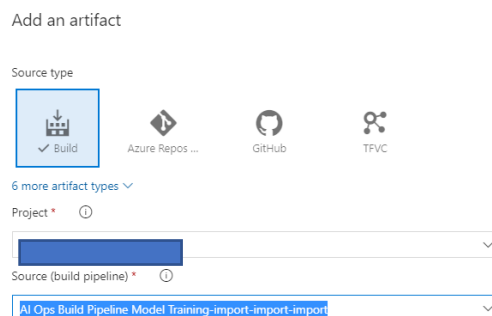 Add an artifact
Source type
Build
Azure Repos ...
GitHub
TFVC
6 more artifact types
Project *
Source (build pipeline) *
AI Ops Build Pipeline Model Training-import-import-import